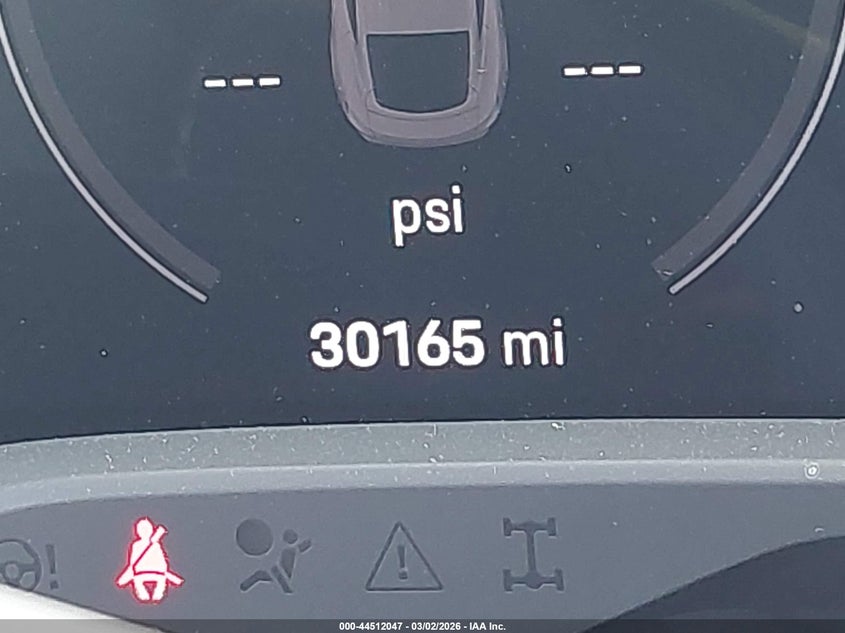 --- ---
psi
30165 mi
000-44512047 - 03/02/2026 - IAA Inc.